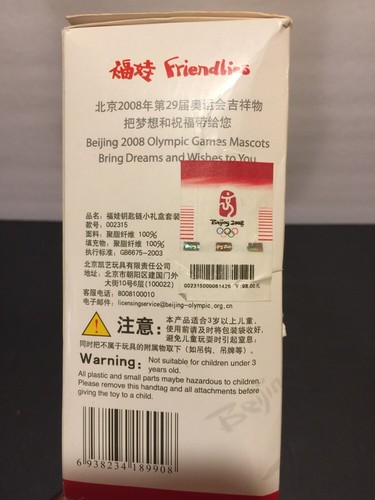 福娃 Friendlies
北京2008年第29届奥运会吉祥物
把梦想和祝福带给您
Beijing 2008 Olympic Games Mascots
Bring Dreams and Wishes to You
Beijing 2008
品名：福娃钥匙链小礼盒套装
款号：002315
面料：聚脂纤维 100%
填充物：聚脂纤维 100%
执行标准：GB6675-2003
00231500081426 ¥:98.00元
北京凯艺玩具有限责任公司
地址：北京市朝阳区建国门外
大街10号6层(100022)
客服电话：8008100010
电子邮件：licensingservice@beijing-olympic.org.cn
注意：
本产品适合3岁以上儿童，
使用前请及时将包装袋收好，
避免儿童玩耍时引起窒息；
同时把不属于玩具的附属物取下（如吊钩、吊牌等）。
Warning: Not suitable for children under 3
years old.
All plastic and small parts maybe hazardous to children.
Please remove this handtag and all attachments before
giving the toy to a child.
Beijing
6 938234 189908